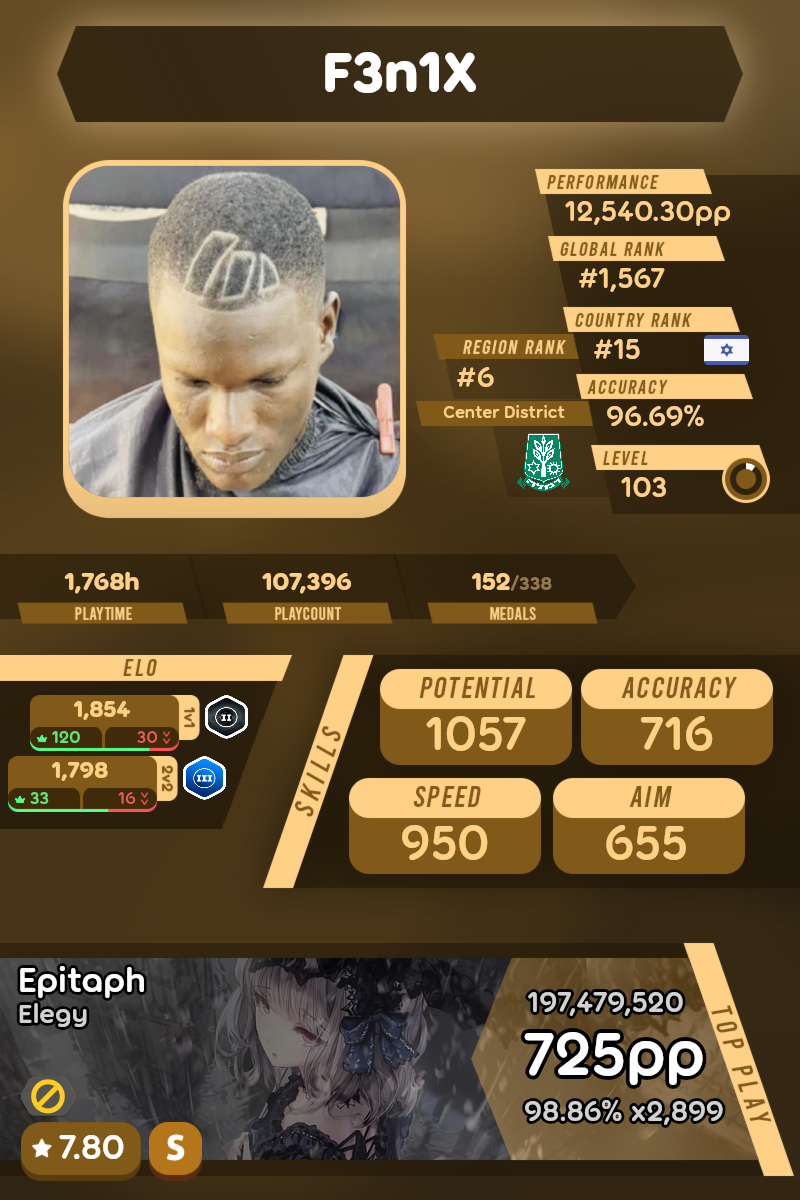 F3n1X
PERFORMANCE
12,540.30pp
GLOBAL RANK
#1,567
COUNTRY RANK
#15
REGION RANK
#6
Center District
ACCURACY
96.69%
LEVEL
103
1,768h
PLAYTIME
107,396
PLAYCOUNT
152/338
MEDALS
ELO
1,854
1v1
120
30
II
1,798
2v2
33
16
III
SKILLS
POTENTIAL
1057
ACCURACY
716
SPEED
950
AIM
655
Epitaph
Elegy
7.80
S
197,479,520
725pp
98.86% x2,899
TOP PLAY